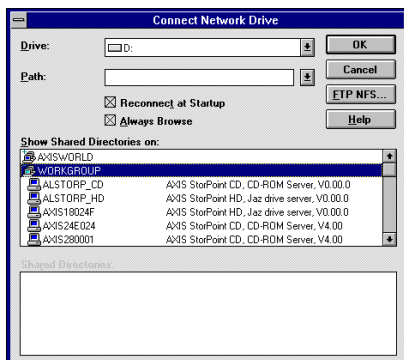 Connect Network Drive
Drive:
D:
OK
Path:
Cancel
Reconnect at Startup
FTP NFS...
Always Browse
Help
Show Shared Directories on:
AXISWORLD
WORKGROUP
ALSTORP_CD AXIS StorPoint CD, CD-ROM Server, V0.00.0
ALSTORP_HD AXIS StorPoint HD, Jaz drive server, V0.00.0
AXIS18024F AXIS StorPoint HD, Jaz drive server, V0.00.0
AXIS24E024 AXIS StorPoint CD, CD-ROM Server, V4.00
AXIS280001 AXIS StorPoint CD, CD-ROM Server, V4.00
Shared Directories: